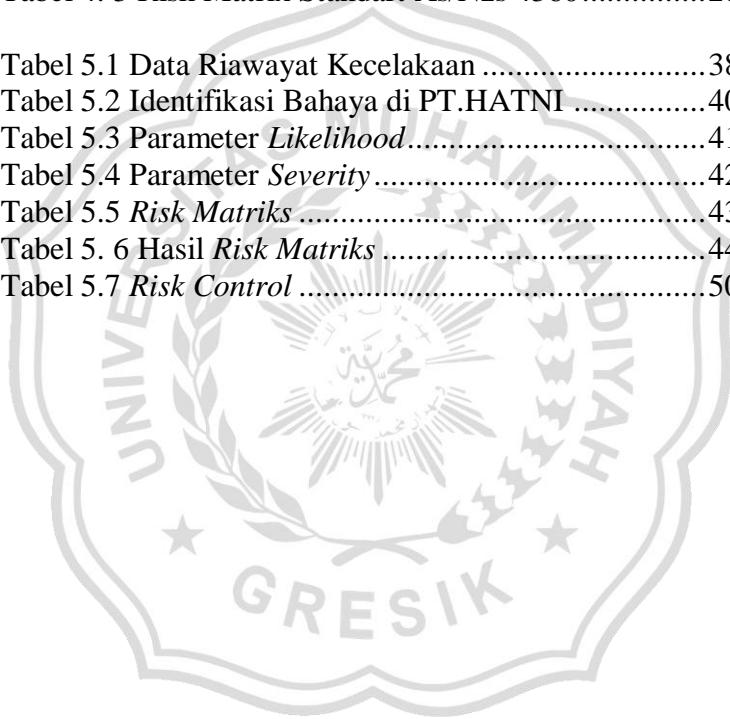 Tabel 5.1 Data Riawayat Kecelakaan ........................38
Tabel 5.2 Identifikasi Bahaya di PT.HATNI ..............40
Tabel 5.3 Parameter Likelihood................................41
Tabel 5.4 Parameter Severity....................................42
Tabel 5.5 Risk Matriks ............................................43
Tabel 5. 6 Hasil Risk Matriks ...................................44
Tabel 5.7 Risk Control ............................................50
UNIVERSITAS MUHAMMADIYAH
GRESIK